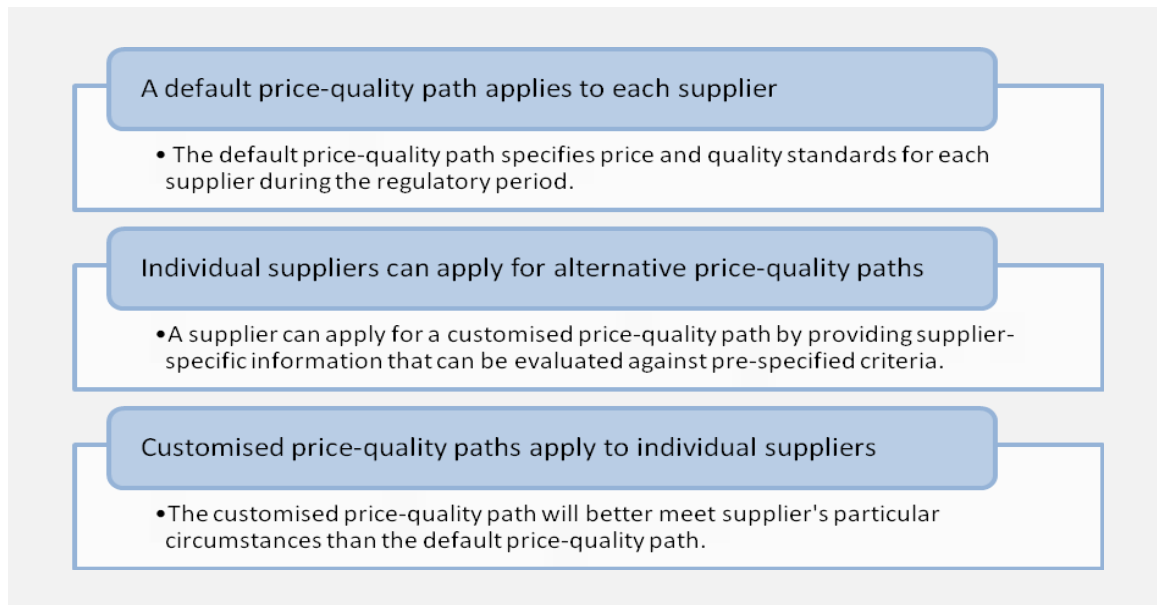 A default price-quality path applies to each supplier
• The default price-quality path specifies price and quality standards for each
supplier during the regulatory period.
Individual suppliers can apply for alternative price-quality paths
•A supplier can apply for a customised price-quality path by providing supplier-
specific information that can be evaluated against pre-specified criteria.
Customised price-quality paths apply to individual suppliers
•The customised price-quality path will better meet supplier's particular
circumstances than the default price-quality path.